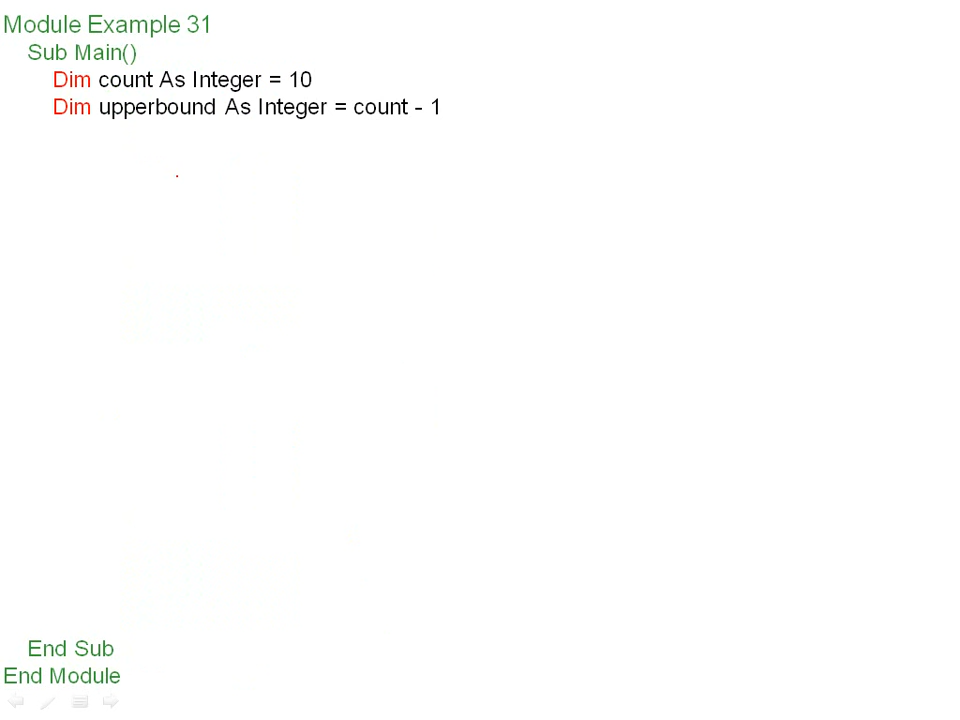 Module Example 31
Sub Main()
Dim count As Integer = 10
Dim upperbound As Integer = count - 1
End Sub
End Module